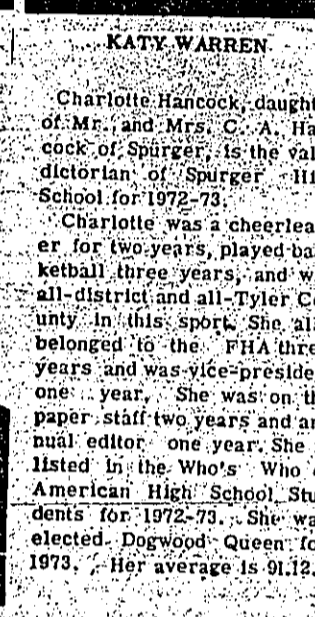 KATY WARREN
Charlotte Hancock, daught
of Mr. and Mrs. C. A. Ha
cock of Spurger, is the val
dictorian of Spurger Hi
School for 1972-73.
Charlotte was a cheerlea
er for two years, played ba
ketball three years, and w
all-district and all-Tyler Co
unty in this sport. She al
belonged to the FHA thre
years and was vice-preside
one year. She was on th
paper staff two years and an
nual editor one year. She
listed in the Who's Who o
American High School Stu
dents for 1972-73. She wa
elected Dogwood Queen fo
1973. Her average is 91.12.